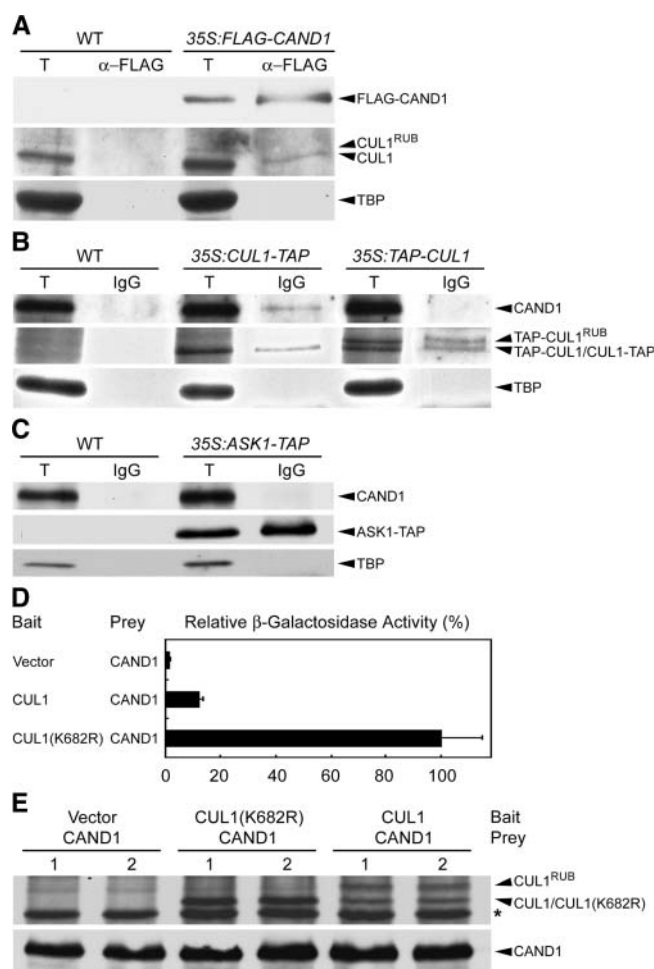 A
WT 35S:FLAG-CAND1
T α–FLAG T α–FLAG
FLAG-CAND1
CUL1RUB
CUL1
TBP
B
WT 35S:CUL1-TAP 35S:TAP-CUL1
T IgG T IgG T IgG
CAND1
TAP-CUL1RUB
TAP-CUL1/CUL1-TAP
TBP
C
WT 35S:ASK1-TAP
T IgG T IgG
CAND1
ASK1-TAP
TBP
D
Bait Prey Relative β-Galactosidase Activity (%)
Vector CAND1
CUL1 CAND1
CUL1(K682R) CAND1
0 20 40 60 80 100
E
Vector CUL1(K682R) CUL1 Bait
CAND1 CAND1 CAND1 Prey
1 2 1 2 1 2
CUL1RUB
CUL1/CUL1(K682R)
*
CAND1